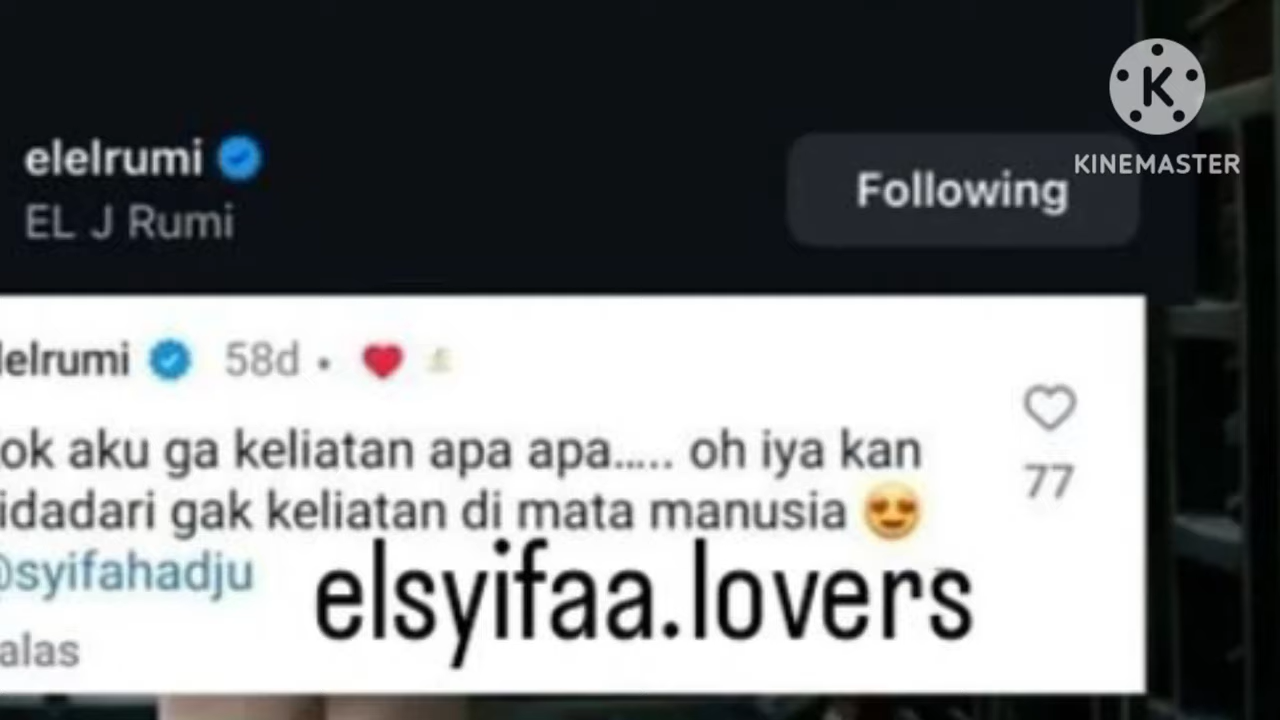 elelrumi
EL J Rumi
Following
KINEMASTER
lelrumi 58d •
ok aku ga keliatan apa apa..... oh iya kan
idadari gak keliatan di mata manusia 😍
@syifahadju
77
elsyifaa.lovers
alas